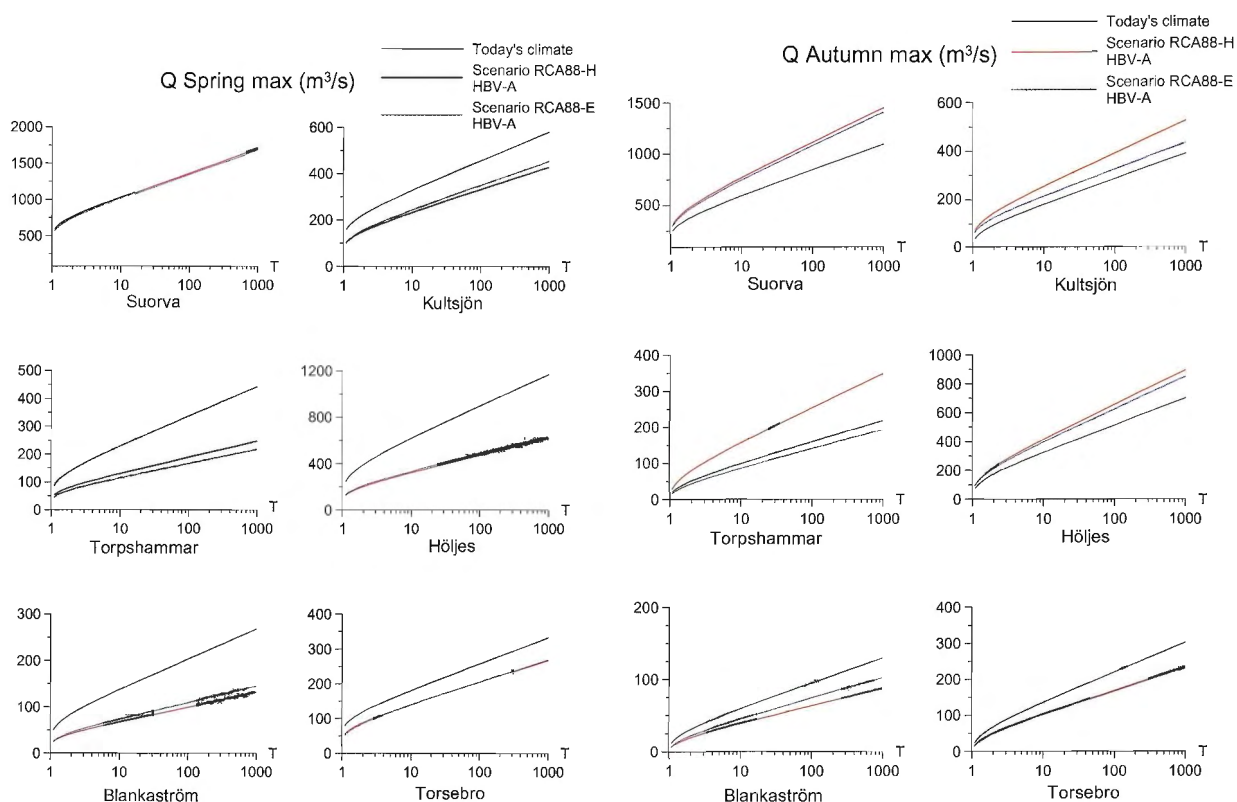 Today's climate
Scenario RCA88-H
HBV-A
Scenario RCA88-E
HBV-A
Q Spring max (m³/s)
2000
1750
1500
1250
1000
750
500
1 10 100 1000
T
Suorva
600
400
200
0
1 10 100 1000
T
Kultsjön
500
400
300
200
150
100
50
0
1 10 100 1000
T
Torpshammar
1200
800
400
0
1 10 100 1000
T
Höljes
300
200
100
0
1 10 100 1000
T
Blankaström
400
300
200
100
0
1 10 100 1000
T
Torsebro
Today's climate
Scenario RCA88-H
HBV-A
Scenario RCA88-E
HBV-A
Q Autumn max (m³/s)
1500
1000
500
1 10 100 1000
T
Suorva
600
400
200
0
1 10 100 1000
T
Kultsjön
400
300
200
100
0
1 10 100 1000
T
Torpshammar
1000
800
600
400
200
0
1 10 100 1000
T
Höljes
200
100
50
0
1 10 100 1000
T
Blankaström
400
300
200
100
0
1 10 100 1000
T
Torsebro